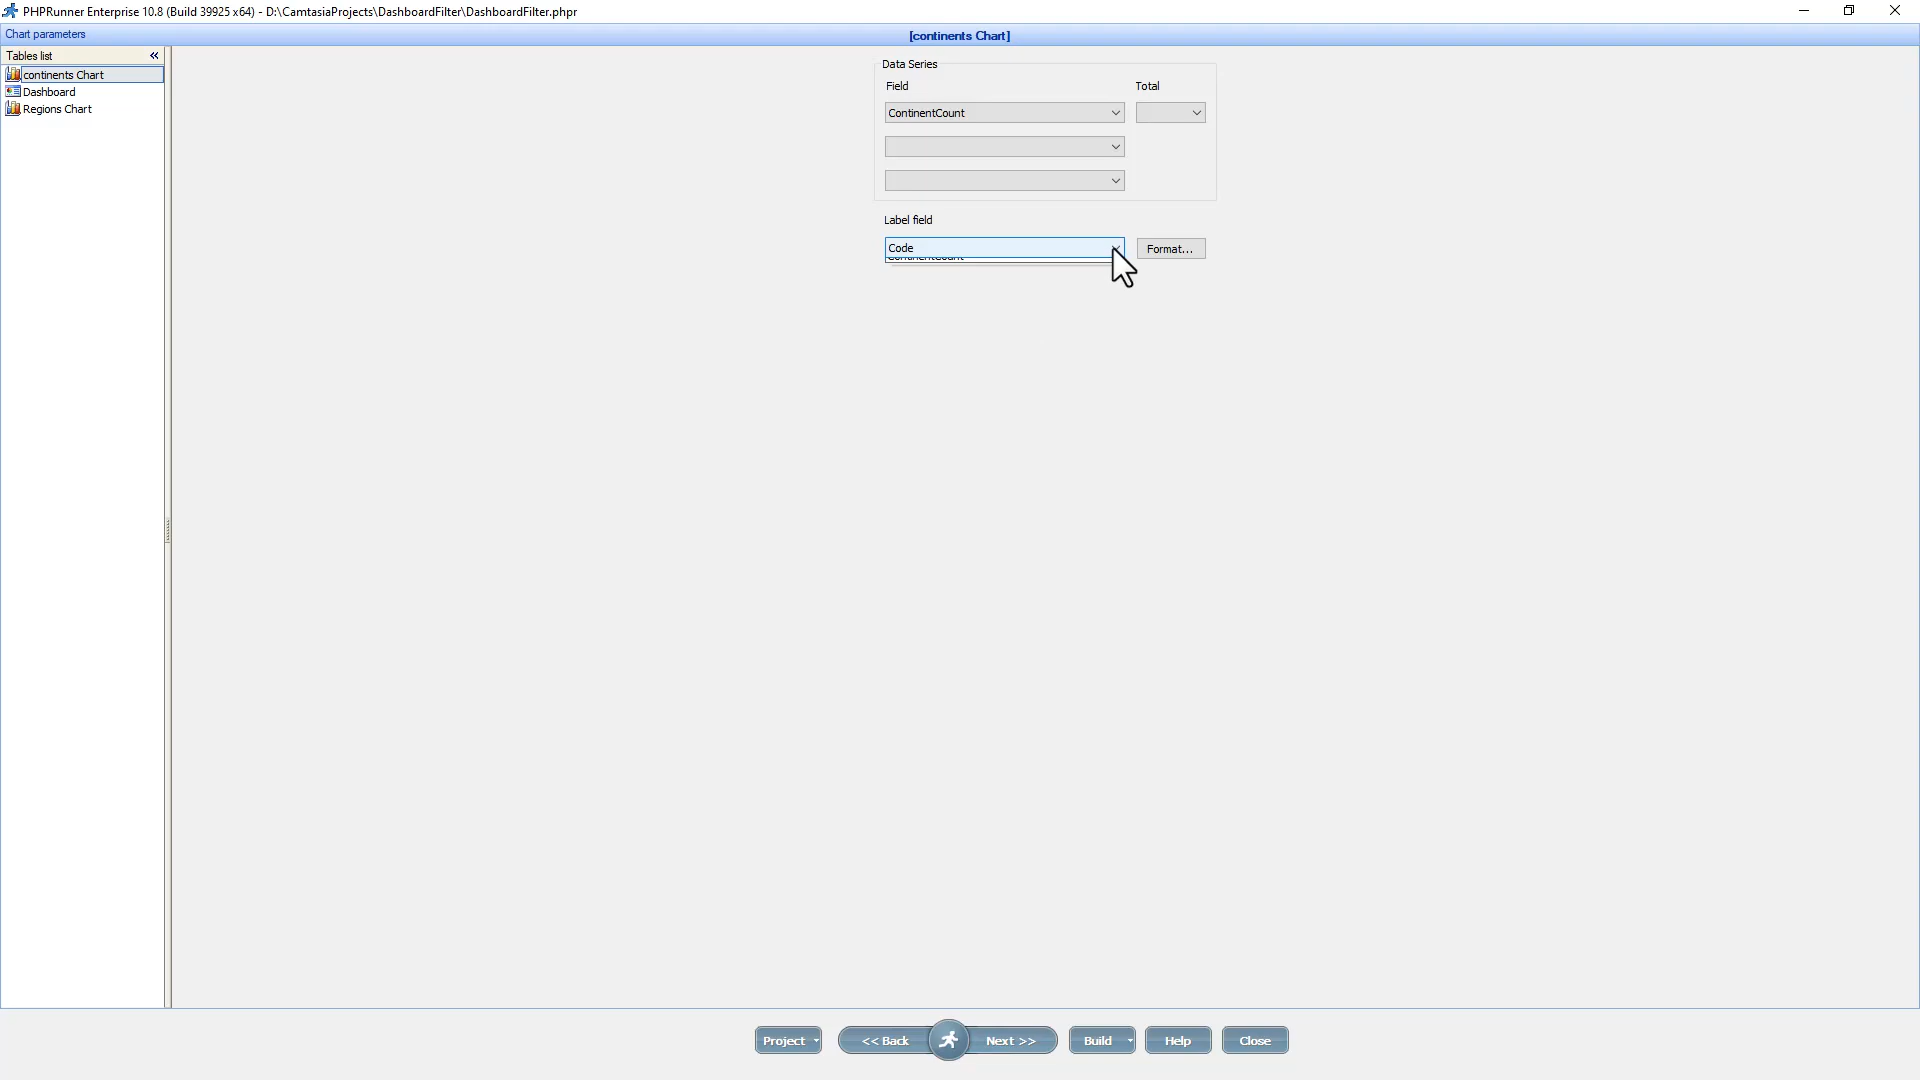 PHPRunner Enterprise 10.8 (Build 39925 x64) - D:\CamtasiaProjects\DashboardFilter\DashboardFilter.phpr
Chart parameters
[continents Chart]
Tables list
continents Chart
Dashboard
Regions Chart
Data Series
Field
Total
ContinentCount
Label field
Code
Format...
ContinentCount
Project
<< Back
Next >>
Build
Help
Close